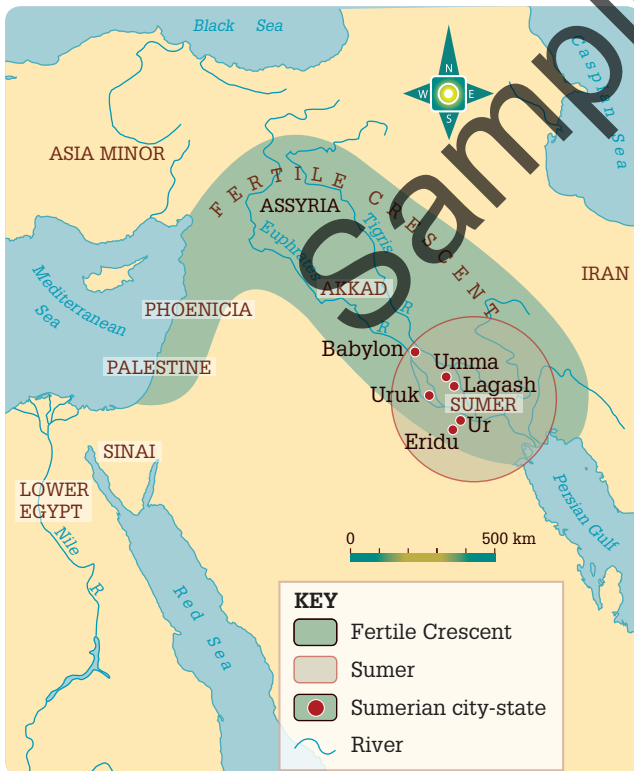 Black Sea
Caspian Sea
N
W E
S
Sample
ASIA MINOR
FERTILE CRESCENT
ASSYRIA
Tigris
R
Euphrates
R
AKKAD
IRAN
Mediterranean
Sea
PHOENICIA
PALESTINE
Babylon
Umma
Lagash
Uruk
SUMER
Ur
Eridu
SINAI
LOWER
EGYPT
Nile
R
Red Sea
Persian Gulf
0 500 km
KEY
Fertile Crescent
Sumer
Sumerian city-state
River